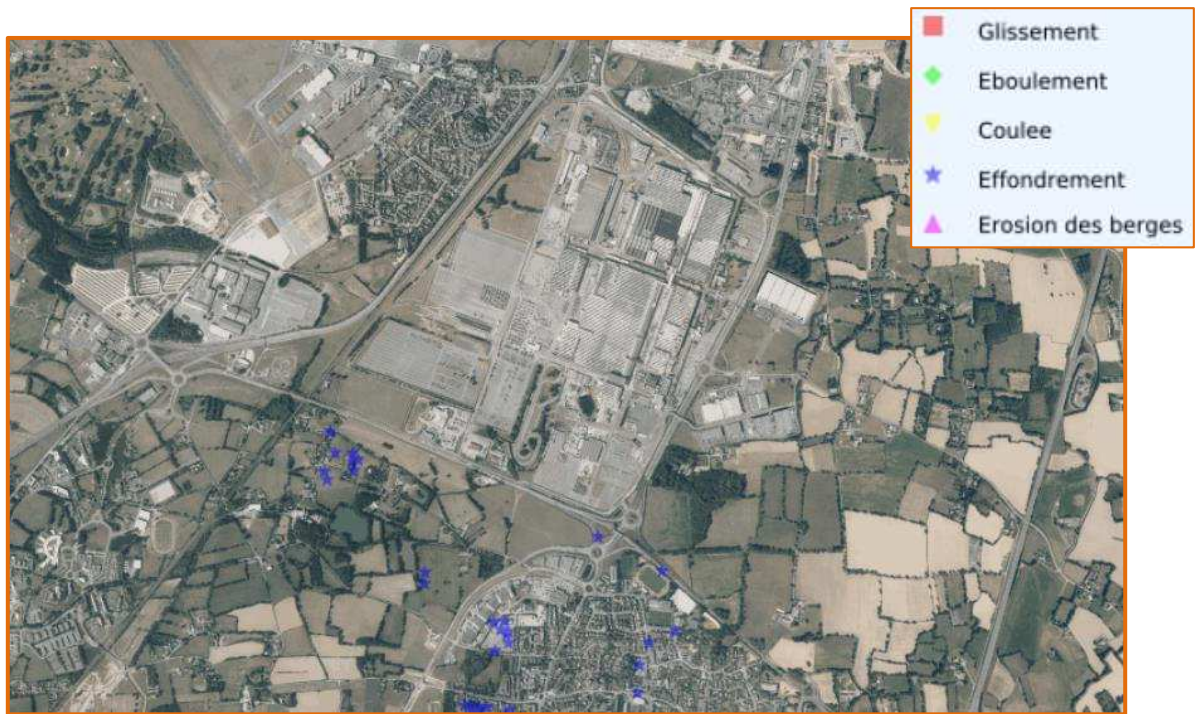 Glissement
Eboulement
Coulee
Effondrement
Erosion des berges